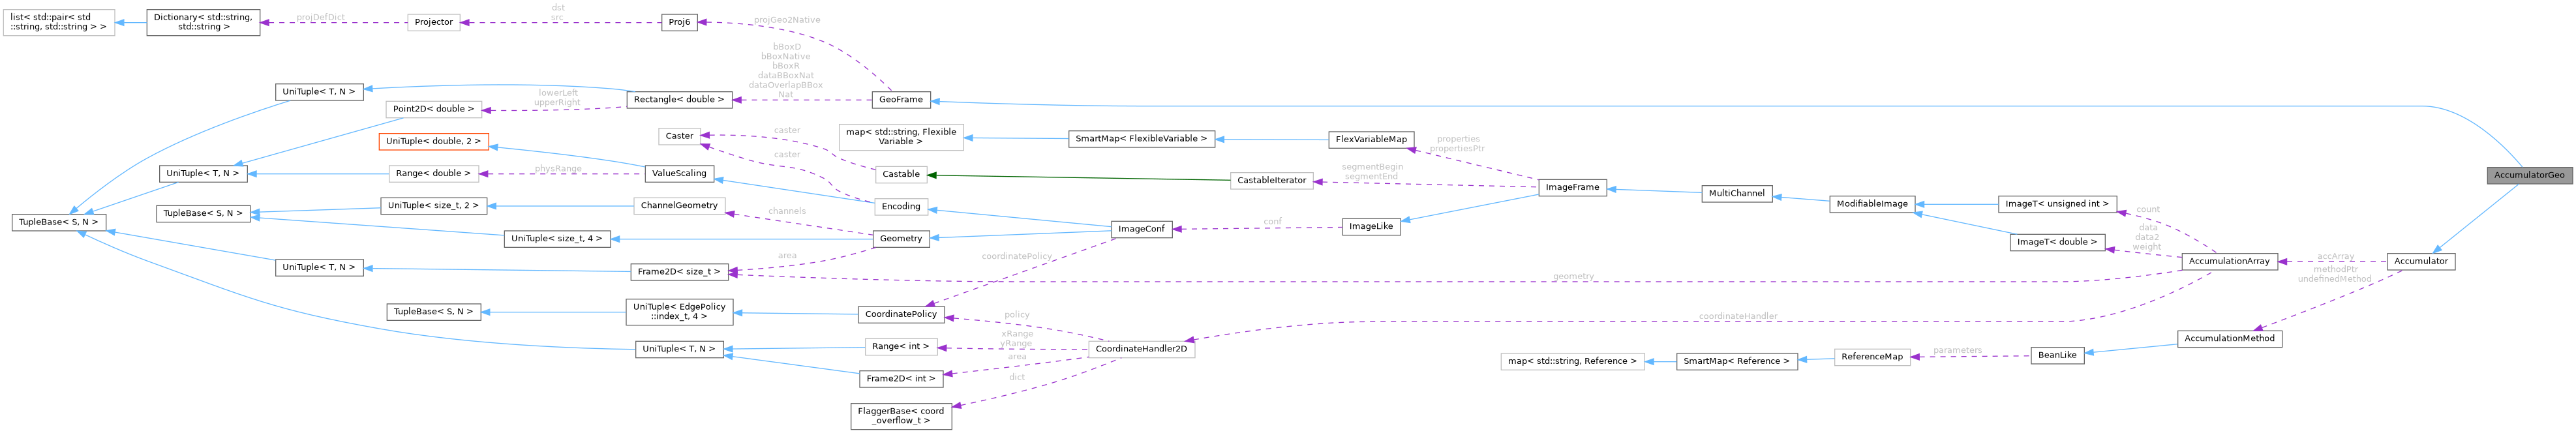 list< std::pair< std
::string, std::string > >
Dictionary< std::string,
std::string >
projDefDict
Projector
dst
src
Proj6
projGeo2Native
bBoxD
bBoxNative
bBoxR
dataBBoxNat
dataOverlapBBox
Nat
UniTuple< T, N >
lowerLeft
upperRight
Point2D< double >
Rectangle< double >
GeoFrame
UniTuple< double, 2 >
Caster
caster
caster
map< std::string, Flexible
Variable >
SmartMap< FlexibleVariable >
FlexVariableMap
properties
propertiesPtr
UniTuple< T, N >
Range< double >
physRange
ValueScaling
Castable
CastableIterator
segmentBegin
segmentEnd
ImageFrame
AccumulatorGeo
MultiChannel
TupleBase< S, N >
TupleBase< S, N >
UniTuple< size_t, 2 >
ChannelGeometry
channels
Encoding
ModifiableImage
ImageT< unsigned int >
count
UniTuple< size_t, 4 >
Geometry
ImageConf
conf
ImageLike
ImageT< double >
data
data2
weight
UniTuple< T, N >
Frame2D< size_t >
area
coordinatePolicy
geometry
AccumulationArray
accArray
Accumulator
methodPtr
undefinedMethod
TupleBase< S, N >
UniTuple< EdgePolicy
::index_t, 4 >
CoordinatePolicy
policy
coordinateHandler
UniTuple< T, N >
Range< int >
xRange
yRange
CoordinateHandler2D
area
Frame2D< int >
dict
FlaggerBase< coord
_overflow_t >
map< std::string, Reference >
SmartMap< Reference >
ReferenceMap
parameters
BeanLike
AccumulationMethod